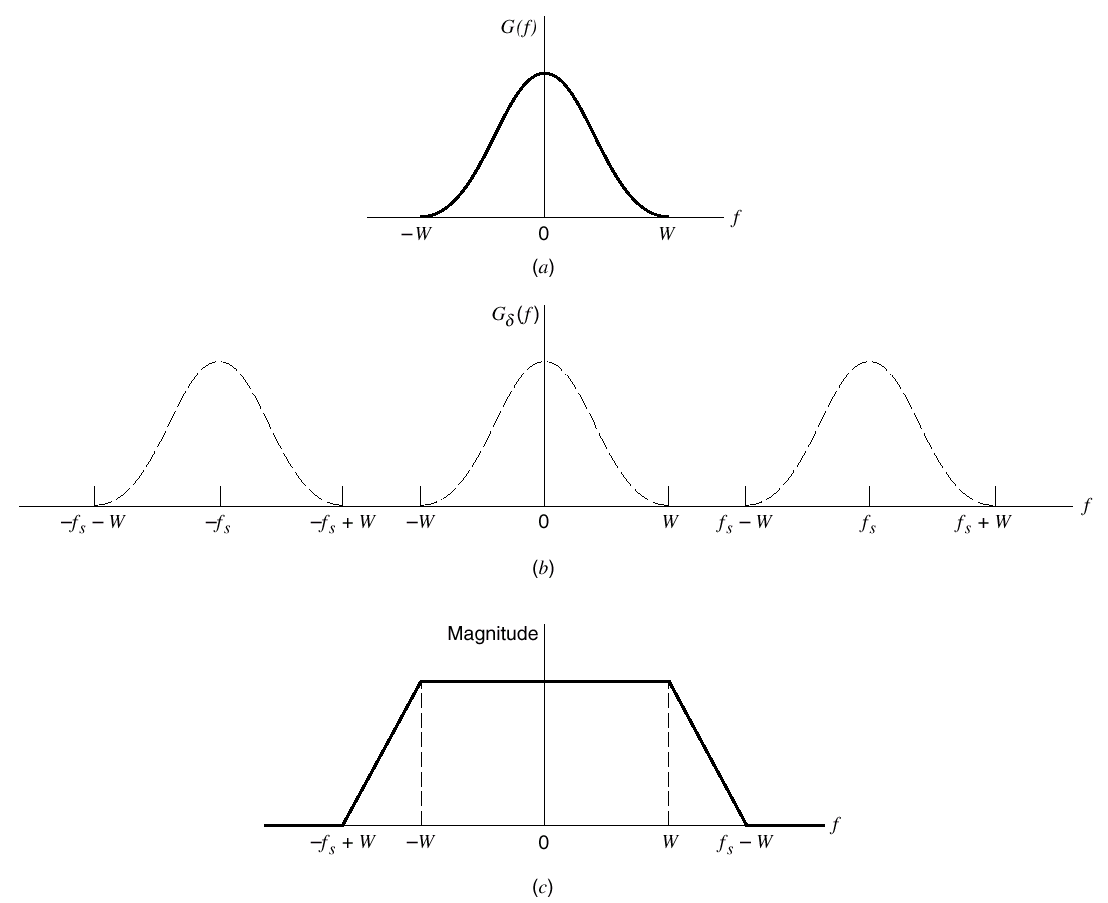 G(f)
f
−W 0 W
(a)
G_δ(f)
f
−f_s − W −f_s −f_s + W −W 0 W f_s − W f_s f_s + W
(b)
Magnitude
f
−f_s + W −W 0 W f_s − W
(c)